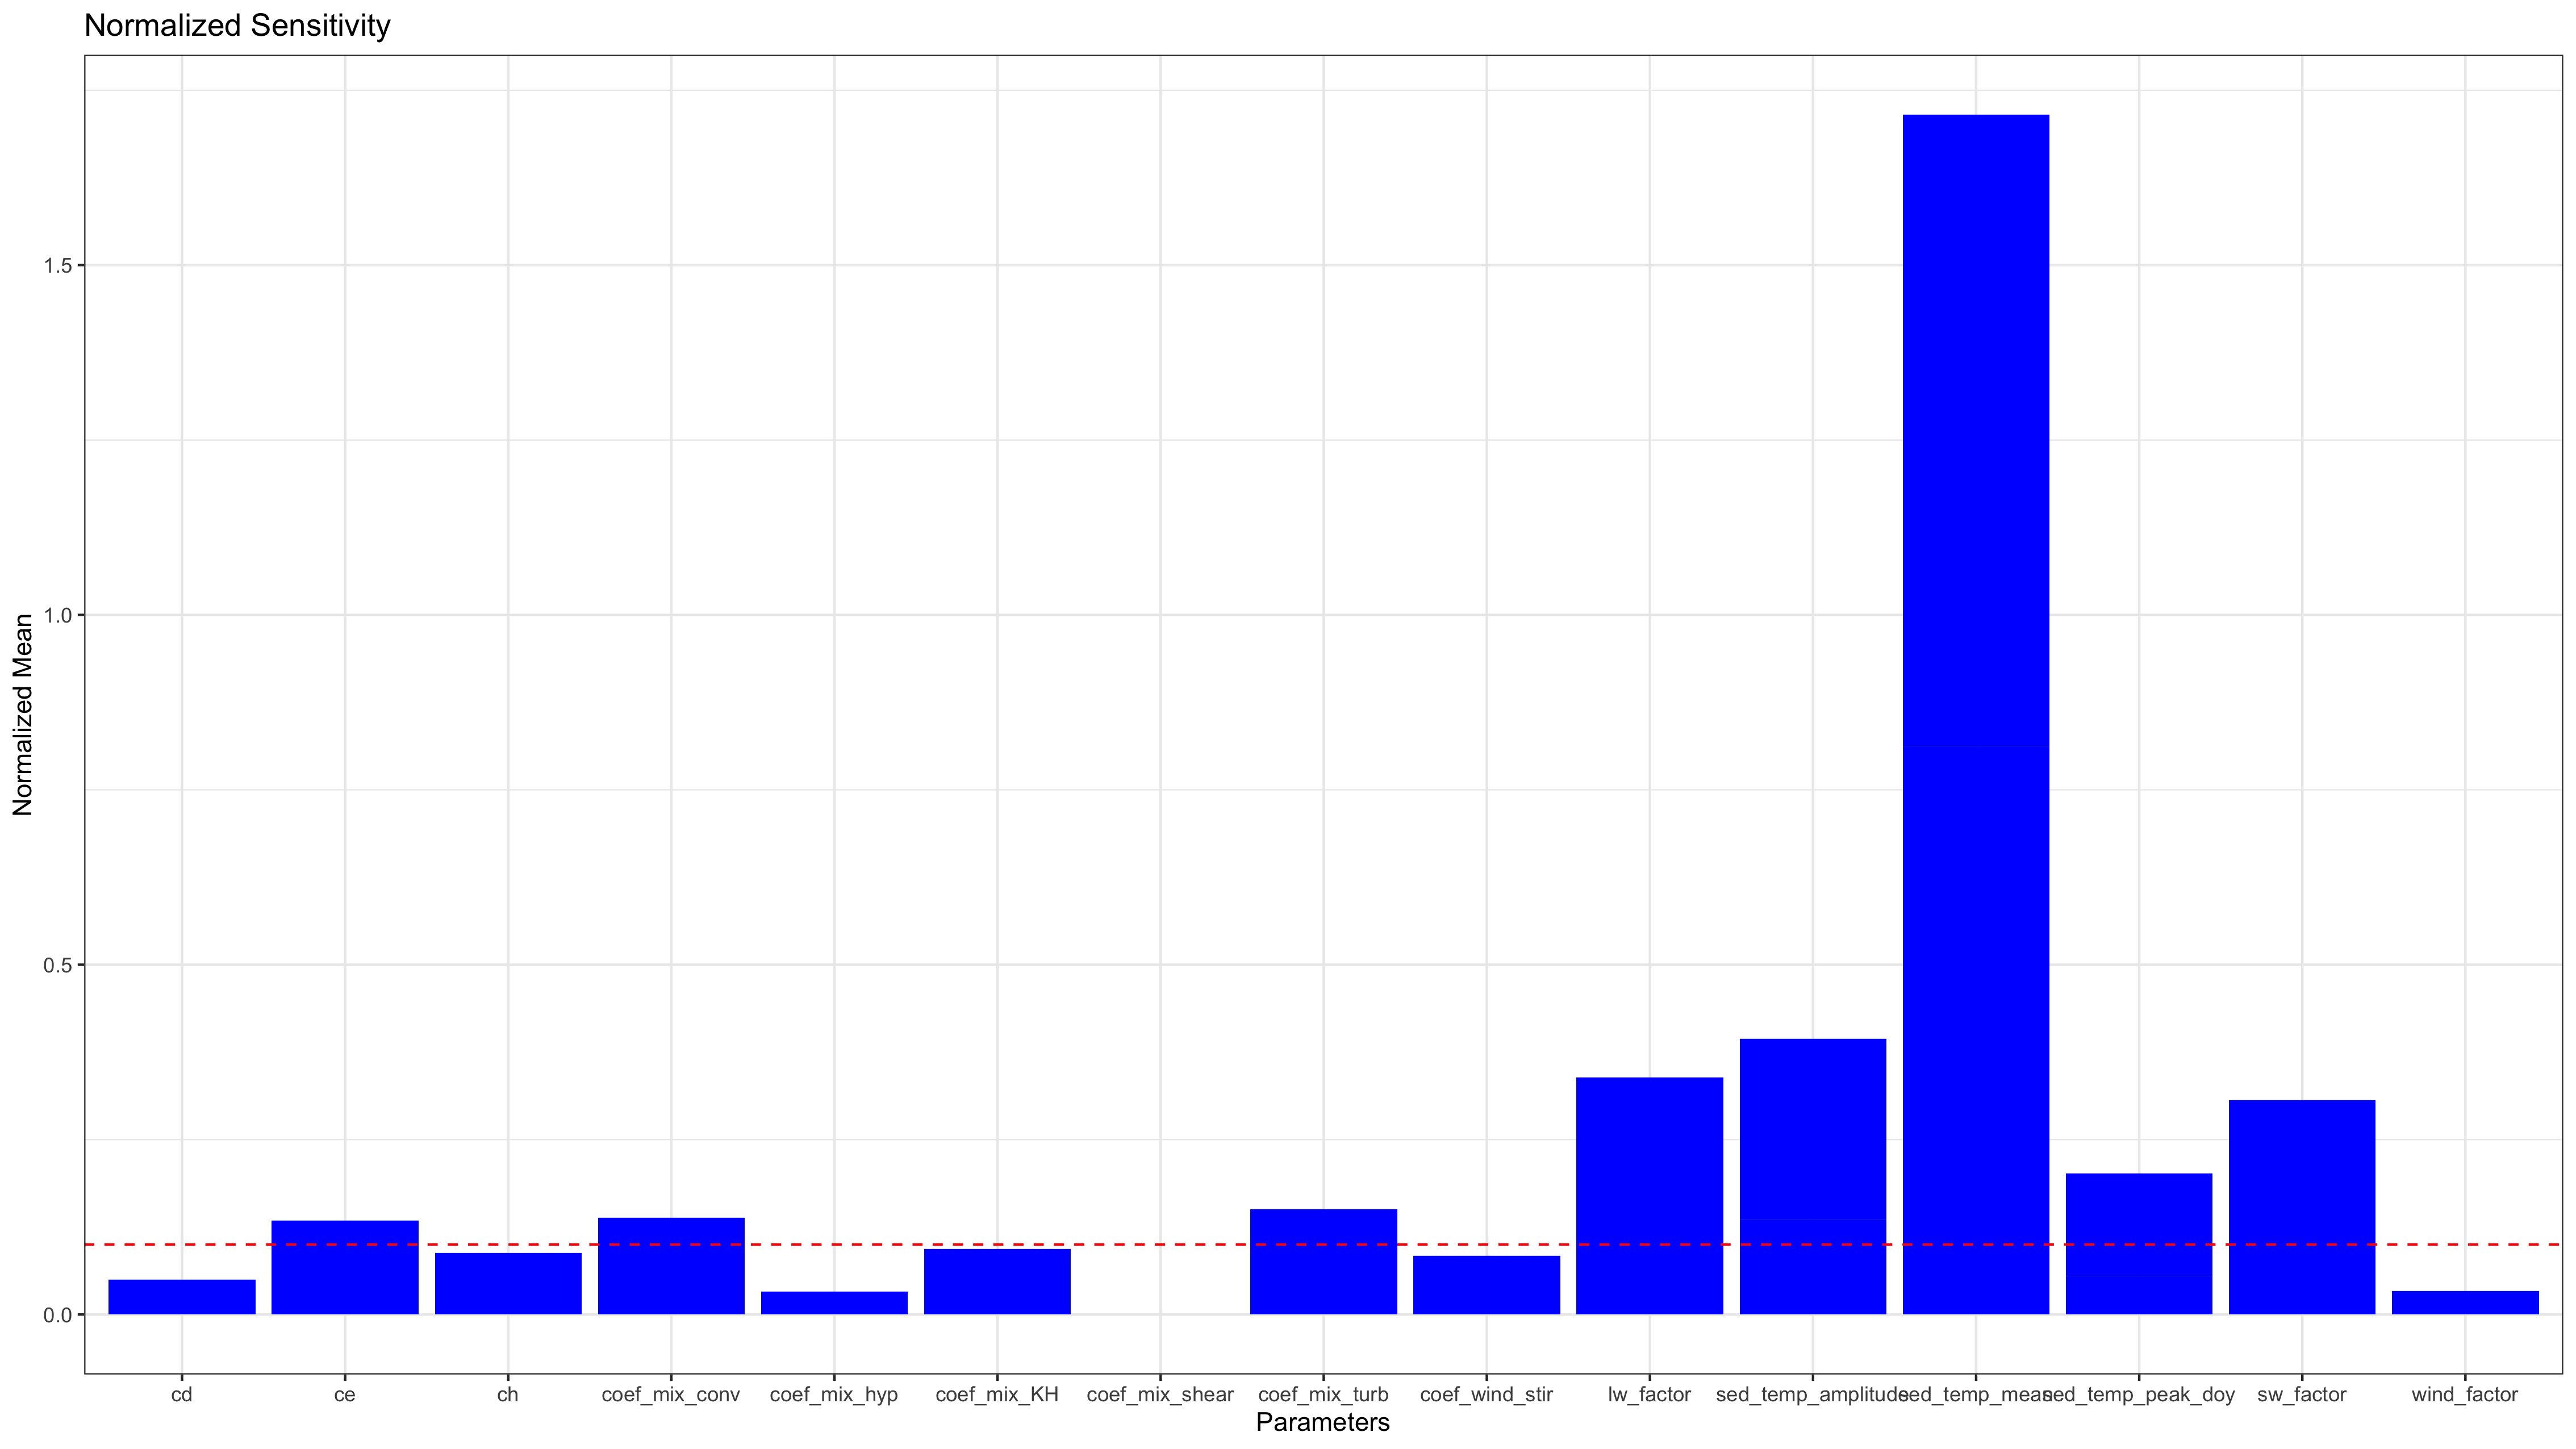 Normalized Sensitivity
Normalized Mean
1.5
1.0
0.5
0.0
cd ce ch coef_mix_conv coef_mix_hyp coef_mix_KH coef_mix_shear coef_mix_turb coef_wind_stir lw_factor sed_temp_amplitude sed_temp_mean sed_temp_peak_doy sw_factor wind_factor
Parameters